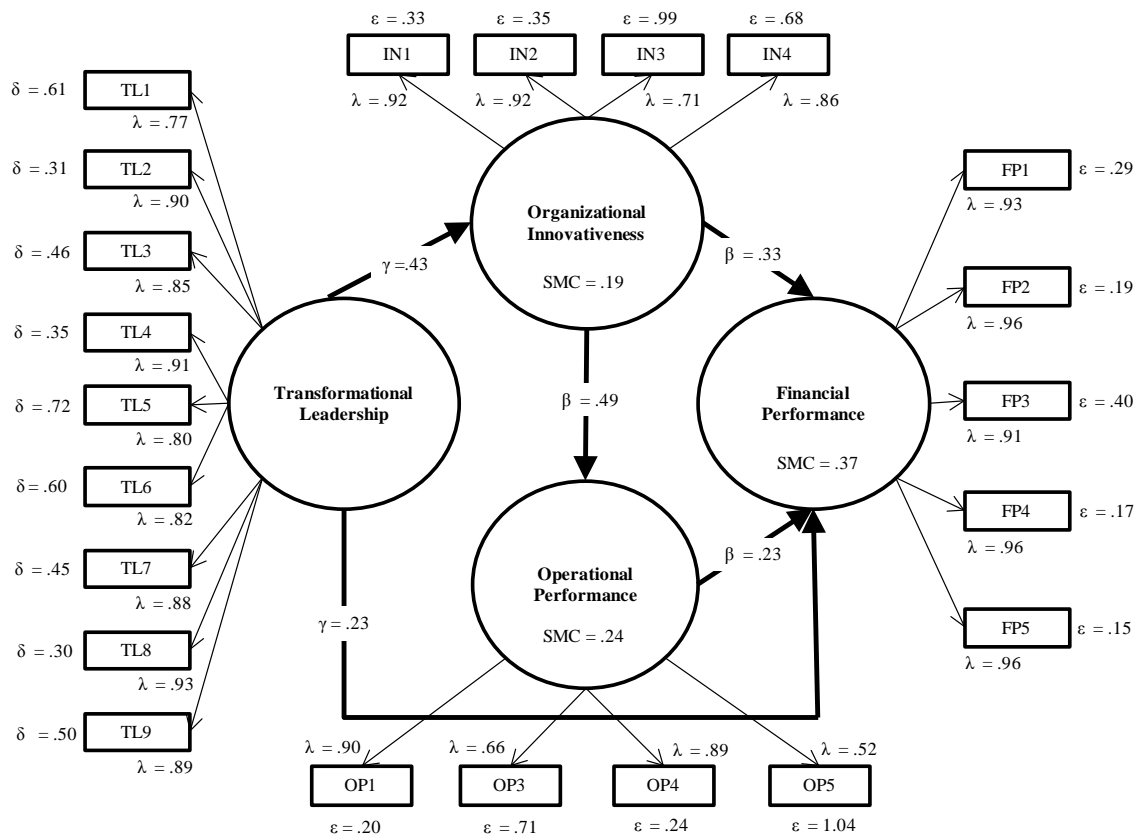 ε = .33
ε = .35
ε = .99
ε = .68
IN1
IN2
IN3
IN4
λ = .92
λ = .92
λ = .71
λ = .86
δ = .61
TL1
λ = .77
δ = .31
TL2
λ = .90
δ = .46
TL3
λ = .85
δ = .35
TL4
λ = .91
δ = .72
TL5
λ = .80
δ = .60
TL6
λ = .82
δ = .45
TL7
λ = .88
δ = .30
TL8
λ = .93
δ = .50
TL9
λ = .89
Transformational
Leadership
γ =.43
γ = .23
Organizational
Innovativeness
SMC = .19
β = .33
β = .49
Operational
Performance
SMC = .24
β = .23
Financial
Performance
SMC = .37
FP1
ε = .29
λ = .93
FP2
ε = .19
λ = .96
FP3
ε = .40
λ = .91
FP4
ε = .17
λ = .96
FP5
ε = .15
λ = .96
λ = .90
λ = .66
λ = .89
λ = .52
OP1
OP3
OP4
OP5
ε = .20
ε = .71
ε = .24
ε = 1.04